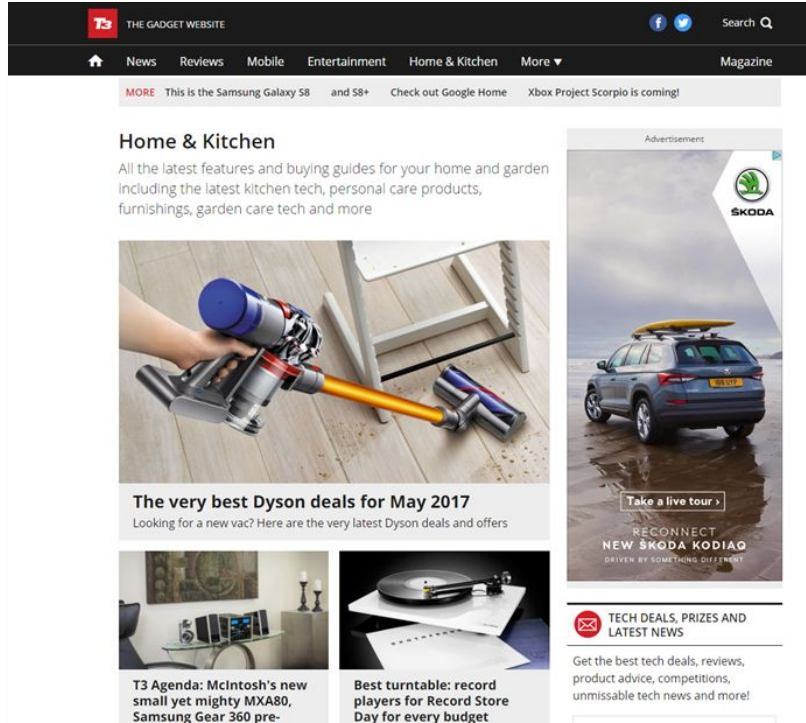 T3 THE GADGET WEBSITE
Search
News Reviews Mobile Entertainment Home & Kitchen More ▼ Magazine
MORE This is the Samsung Galaxy S8 and S8+ Check out Google Home Xbox Project Scorpio is coming!
Home & Kitchen
All the latest features and buying guides for your home and garden
including the latest kitchen tech, personal care products,
furnishings, garden care tech and more
The very best Dyson deals for May 2017
Looking for a new vac? Here are the very latest Dyson deals and offers
T3 Agenda: McIntosh's new
small yet mighty MXA80,
Samsung Gear 360 pre-
Best turntable: record
players for Record Store
Day for every budget
Advertisement
ŠKODA
Take a live tour ›
RECONNECT
NEW ŠKODA KODIAQ
DRIVEN BY SOMETHING DIFFERENT
TECH DEALS, PRIZES AND
LATEST NEWS
Get the best tech deals, reviews,
product advice, competitions,
unmissable tech news and more!